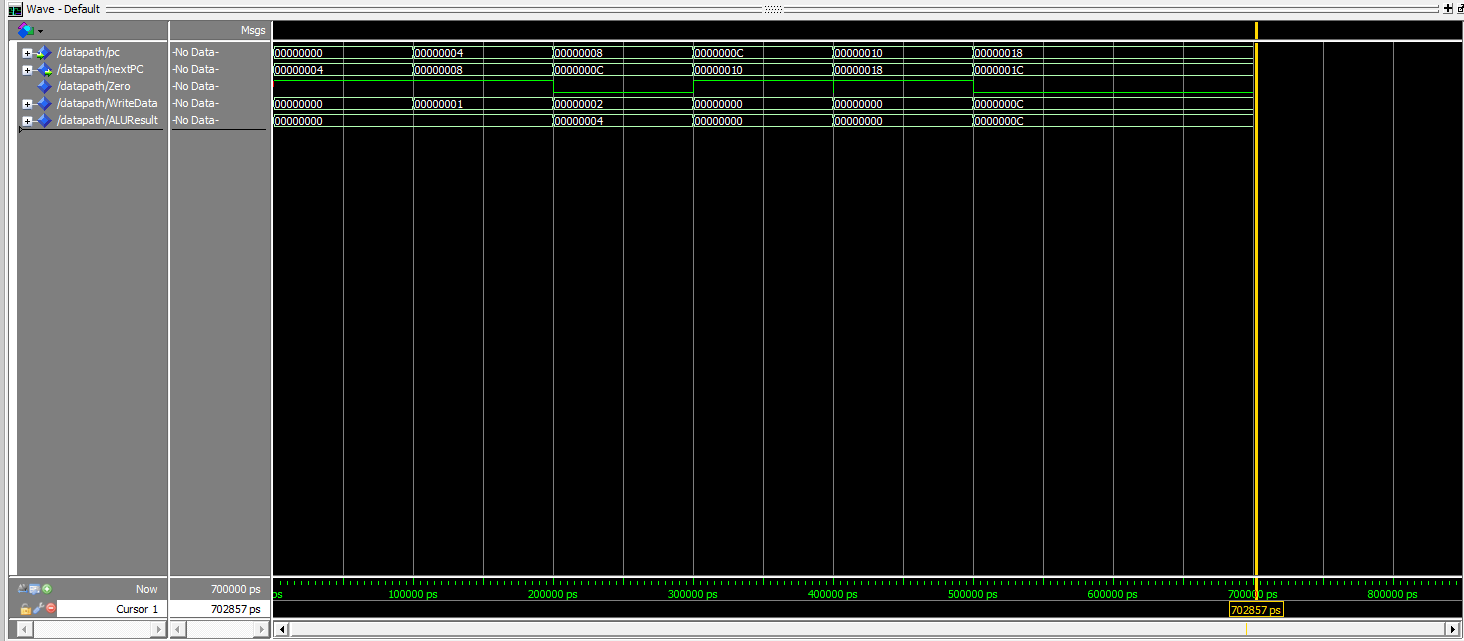 Wave - Default
Msgs
/datapath/pc -No Data- 00000000 00000004 00000008 0000000C 00000010 00000018
/datapath/nextPC -No Data- 00000004 00000008 0000000C 00000010 00000018 0000001C
/datapath/Zero -No Data-
/datapath/WriteData -No Data- 00000000 00000001 00000002 00000000 00000000 0000000C
/datapath/ALUResult -No Data- 00000000 00000004 00000000 00000000 0000000C
Now 700000 ps ps 100000 ps 200000 ps 300000 ps 400000 ps 500000 ps 600000 ps 700000 ps 800000 ps
Cursor 1 702857 ps 702857 ps